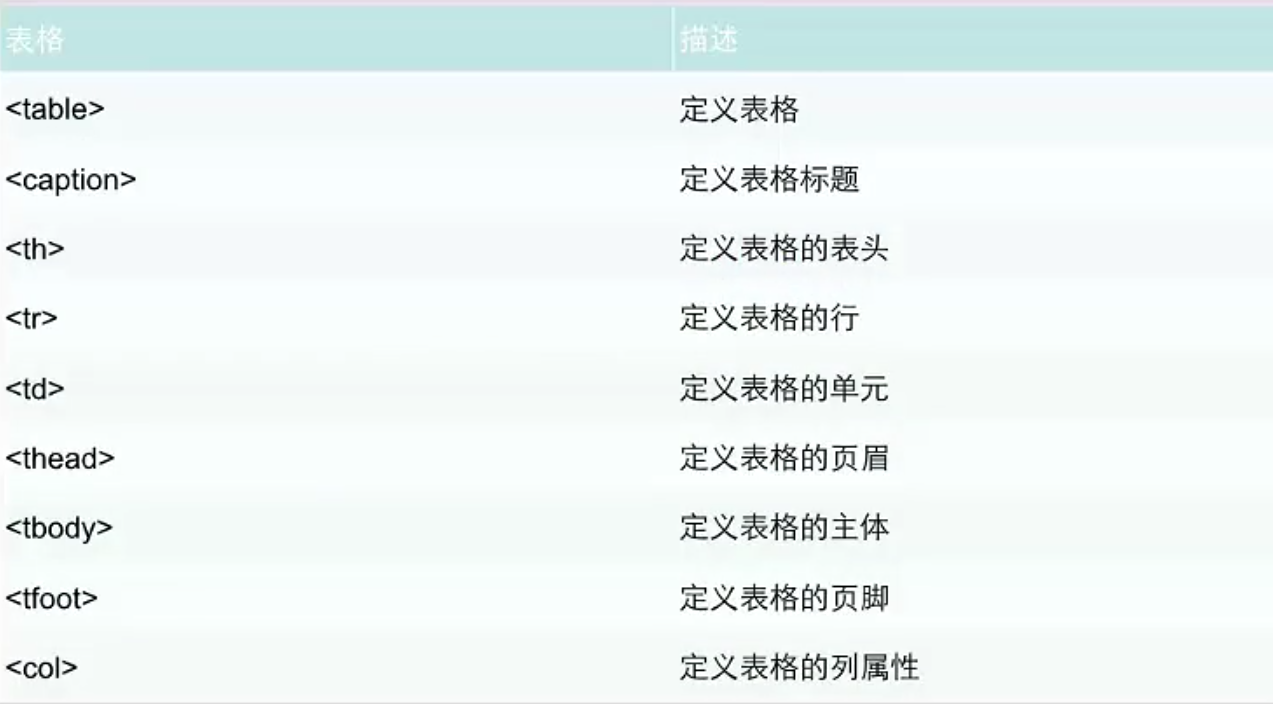 表格 描述
<table> 定义表格
<caption> 定义表格标题
<th> 定义表格的表头
<tr> 定义表格的行
<td> 定义表格的单元
<thead> 定义表格的页眉
<tbody> 定义表格的主体
<tfoot> 定义表格的页脚
<col> 定义表格的列属性